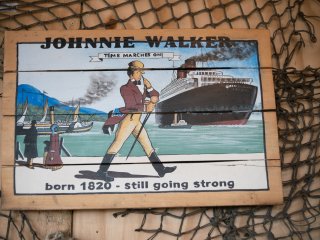 JOHNNIE WALKER
TIME MARCHES ON!
born 1820 - still going strong